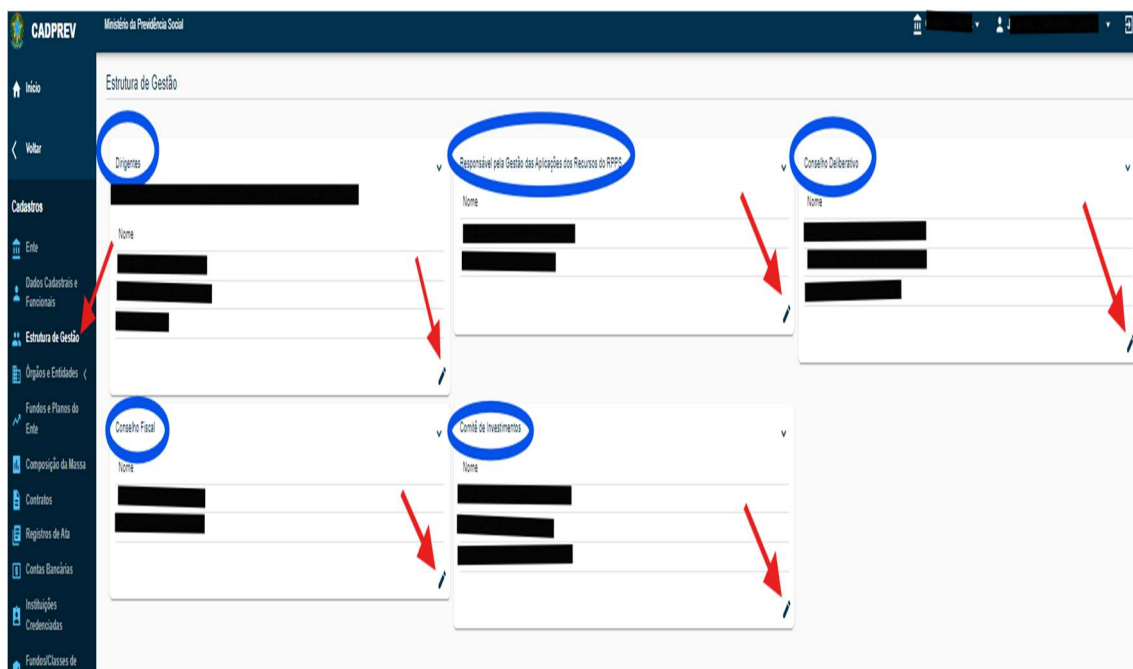 CADPREV
Ministério da Previdência Social
Início
Voltar
Cadastros
Ente
Dados Cadastrais e
Funcionais
Estrutura de Gestão
Órgãos e Entidades
Fundos e Planos do
Ente
Composição da Massa
Contratos
Registros de Ata
Contas Bancárias
Instituições
Credenciadas
Fundos/Classes de
Estrutura de Gestão
Dirigentes
Nome
Responsável pela Gestão das Aplicações dos Recursos do RPPS
Nome
Conselho Deliberativo
Nome
Conselho Fiscal
Nome
Comitê de Investimentos
Nome